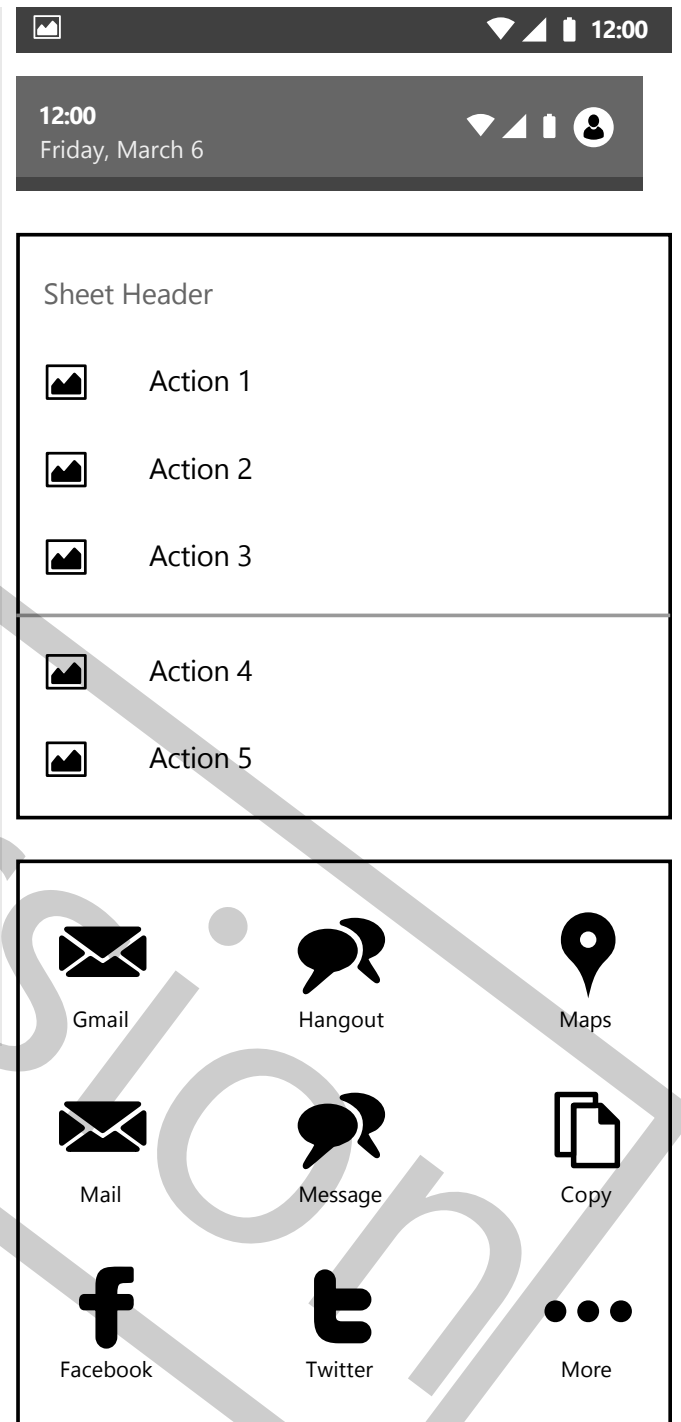 12:00
12:00
Friday, March 6
Sheet Header
Action 1
Action 2
Action 3
Action 4
Action 5
Gmail Hangout Maps
Mail Message Copy
Facebook Twitter More